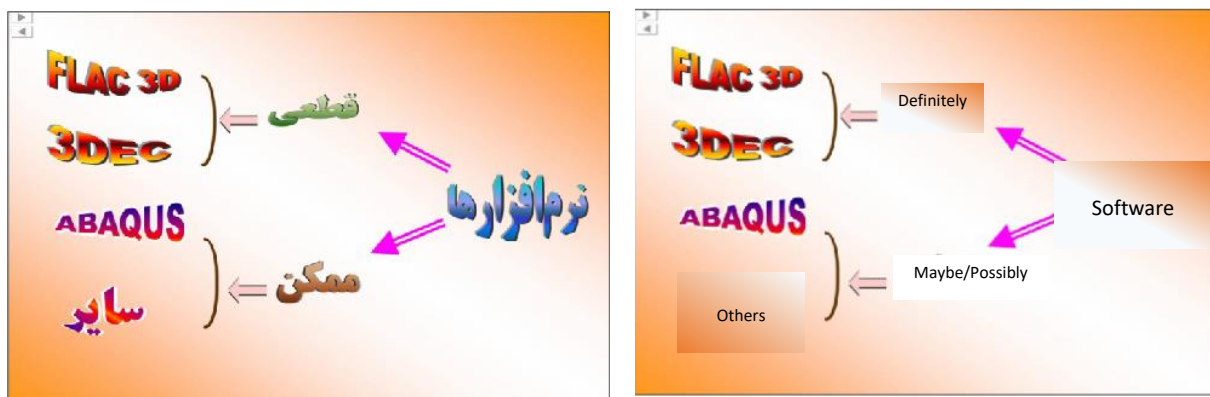 FLAC 3D
قطعی
3DEC
نرم‌افزارها
ABAQUS
ممکن
سایر
FLAC 3D
Definitely
3DEC
Software
ABAQUS
Maybe/Possibly
Others